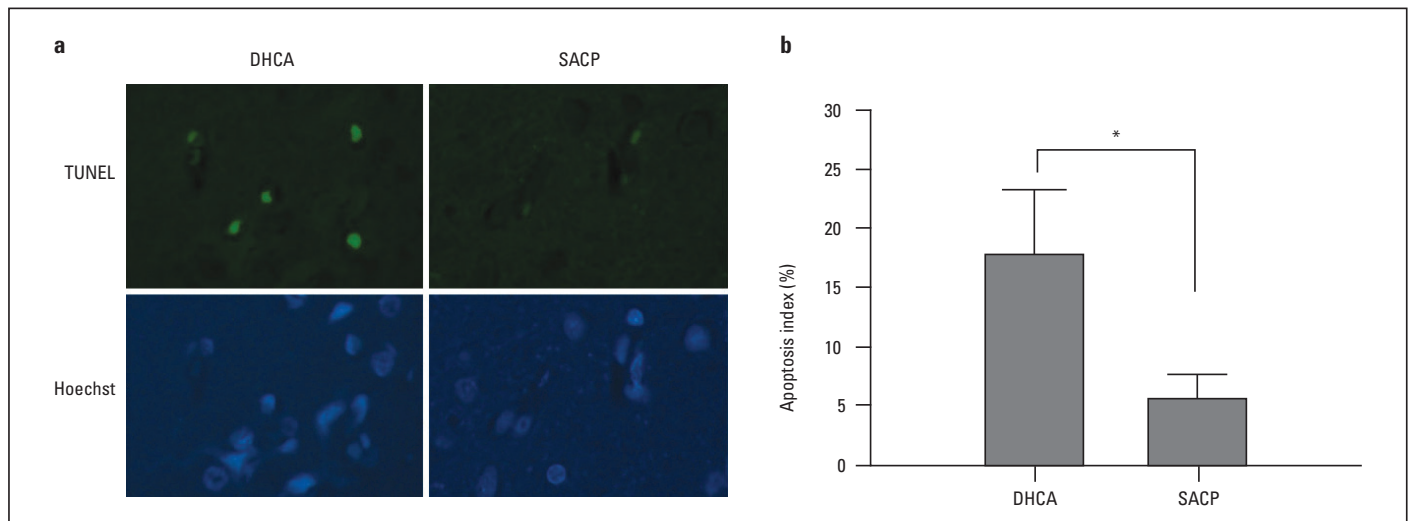 a
DHCA
SACP
TUNEL
Hoechst
b
30
25
20
15
10
5
0
Apoptosis index (%)
*
DHCA
SACP